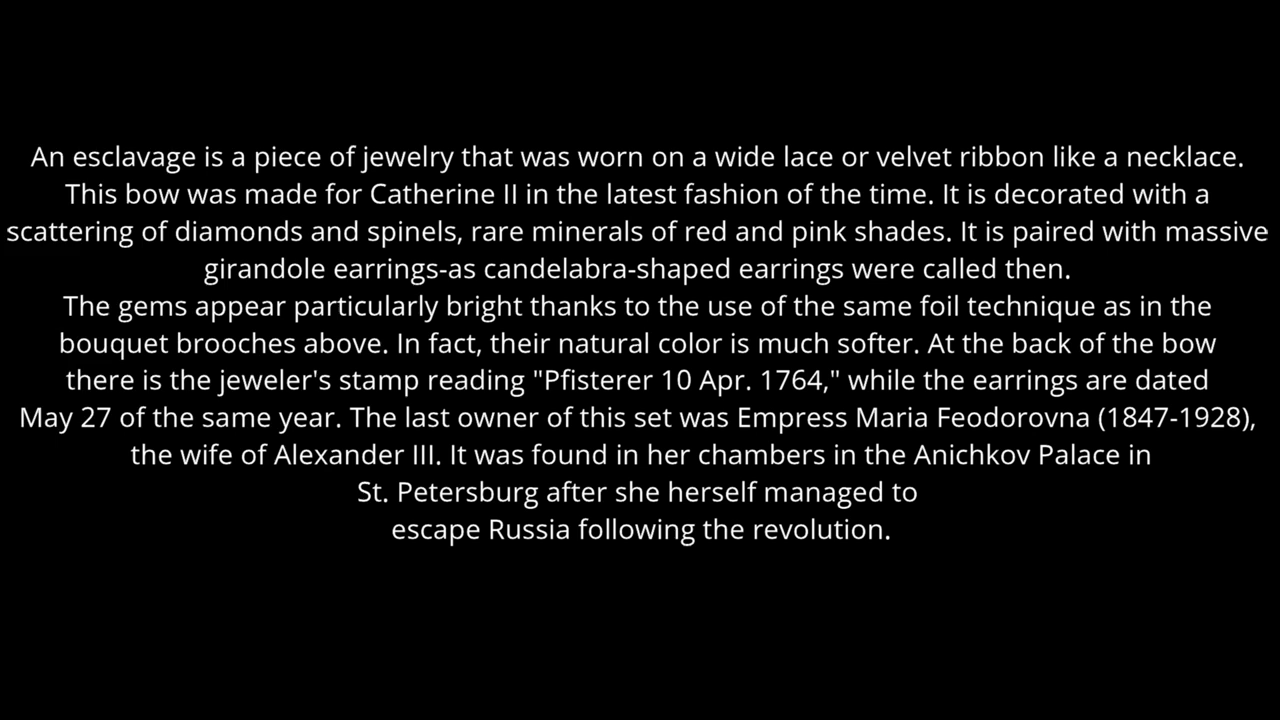 An esclavage is a piece of jewelry that was worn on a wide lace or velvet ribbon like a necklace.
This bow was made for Catherine II in the latest fashion of the time. It is decorated with a
scattering of diamonds and spinels, rare minerals of red and pink shades. It is paired with massive
girandole earrings-as candelabra-shaped earrings were called then.
The gems appear particularly bright thanks to the use of the same foil technique as in the
bouquet brooches above. In fact, their natural color is much softer. At the back of the bow
there is the jeweler's stamp reading "Pfisterer 10 Apr. 1764," while the earrings are dated
May 27 of the same year. The last owner of this set was Empress Maria Feodorovna (1847-1928),
the wife of Alexander III. It was found in her chambers in the Anichkov Palace in
St. Petersburg after she herself managed to
escape Russia following the revolution.